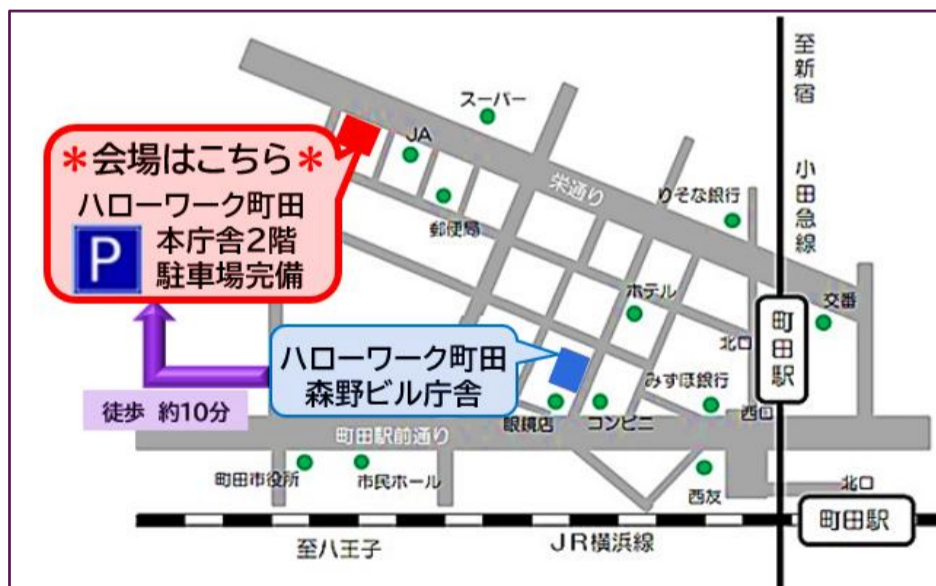 至新宿
小田急線
スーパー
JA
＊会場はこちら＊
ハローワーク町田
P
本庁舎2階
駐車場完備
栄通り
りそな銀行
郵便局
ホテル
交番
町田駅
北口
ハローワーク町田
森野ビル庁舎
みずほ銀行
西口
徒歩 約10分
眼鏡店
コンビニ
町田駅前通り
町田市役所
市民ホール
西友
北口
町田駅
至八王子
JR横浜線